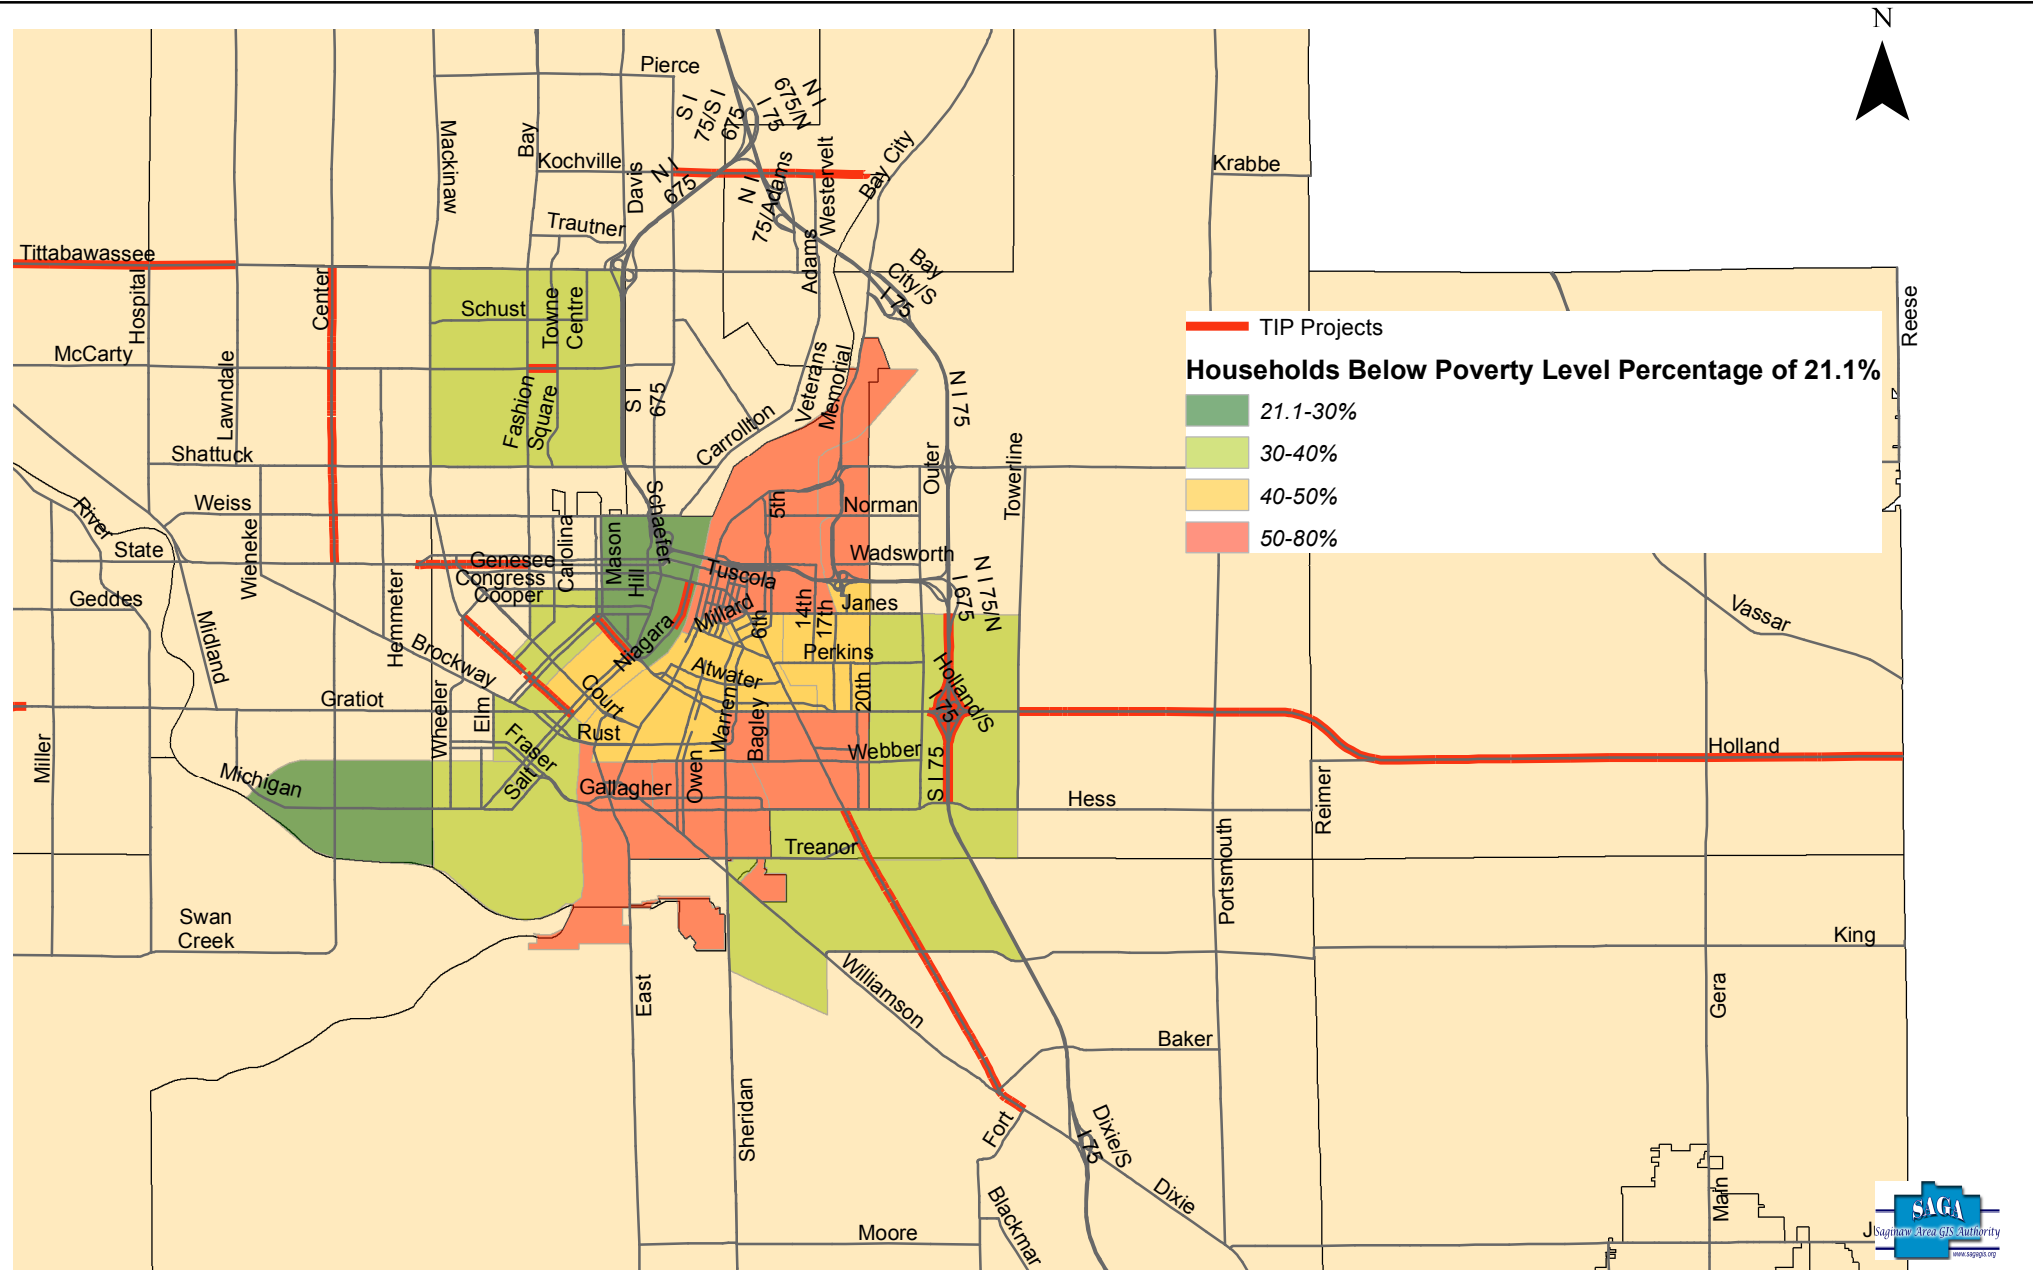 N
Pierce
S I
75/S I
675
N I
675/N
I 75
Mackinaw
Bay
Kochville
Davis
N I
675
N I
75/Adams
Westervelt
Bay City
Krabbe
Trautner
Tittabawassee
Hospital
Center
Adams
Bay
City/S
I 75
Schust
Towne
Centre
Reese
TIP Projects
McCarty
Households Below Poverty Level Percentage of 21.1%
21.1-30%
30-40%
40-50%
50-80%
Lawndale
Fashion
Square
S I
675
Veterans
Memorial
N I 75
Carrollton
Shattuck
Outer
Towerline
River
Weiss
Schaefer
5th
Norman
State
Wieneke
Genesee
Congress
Cooper
Carolina
Mason
Hill
Tuscola
Wadsworth
N I 75/N
I 675
Geddes
Midland
Hemmeter
Millard
6th
14th
17th
Janes
Vassar
Brockway
Niagara
Perkins
Atwater
Holland/S
I 75
Gratiot
Court
20th
Wheeler
Elm
Rust
Warren
Bagley
Miller
Fraser
Salt
Webber
Holland
Michigan
Gallagher
Owen
S I 75
Hess
Reimer
Treanor
Portsmouth
Swan
Creek
King
Williamson
East
Gera
Baker
Sheridan
Fort
Dixie/S
I 75
Dixie
Blackmar
Main
Moore
J
SAGA
Saginaw Area GIS Authority
www.sagagis.org